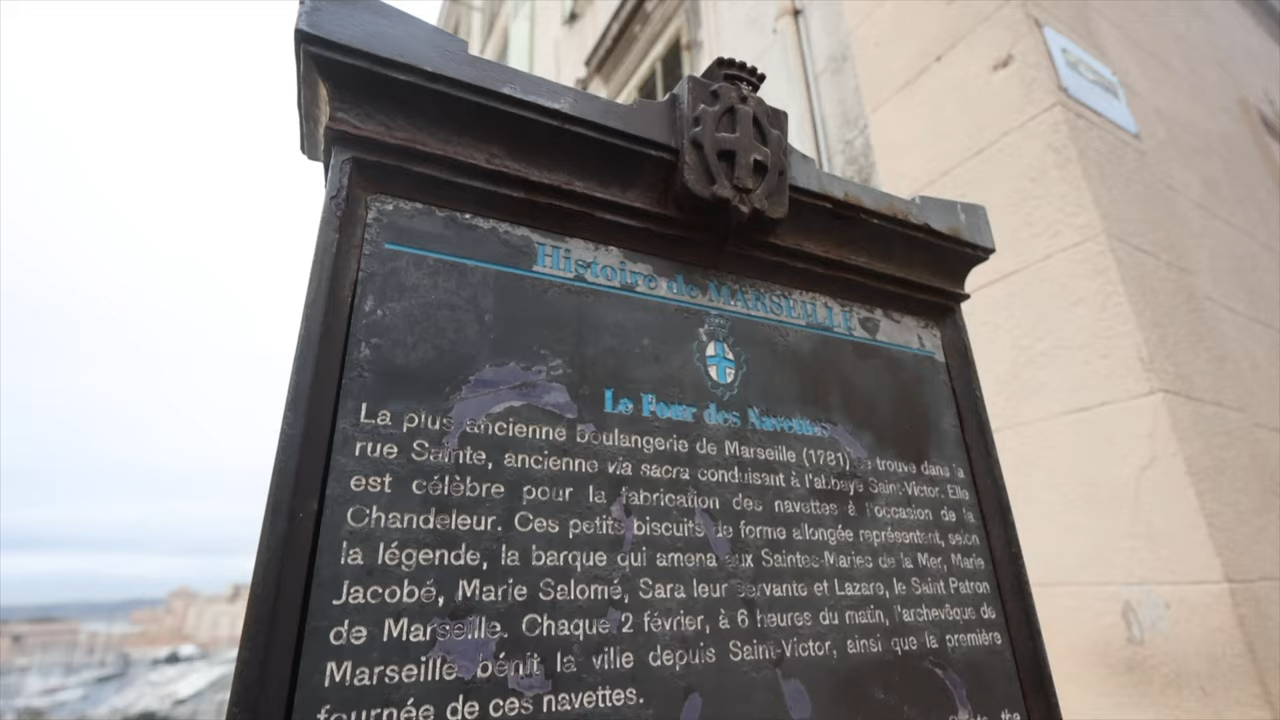 Histoire de MARSEILLE
Le Four des Navettes
La plus ancienne boulangerie de Marseille (1781) se trouve dans la
rue Sainte, ancienne via sacra conduisant à l'abbaye Saint-Victor. Elle
est célèbre pour la fabrication des navettes à l'occasion de la
Chandeleur. Ces petits biscuits de forme allongée représentent, selon
la légende, la barque qui amena aux Saintes-Maries de la Mer, Marie
Jacobé, Marie Salomé, Sara leur servante et Lazare, le Saint Patron
de Marseille. Chaque 2 février, à 6 heures du matin, l'archevêque de
Marseille bénit la ville depuis Saint-Victor, ainsi que la première
fournée de ces navettes.
the